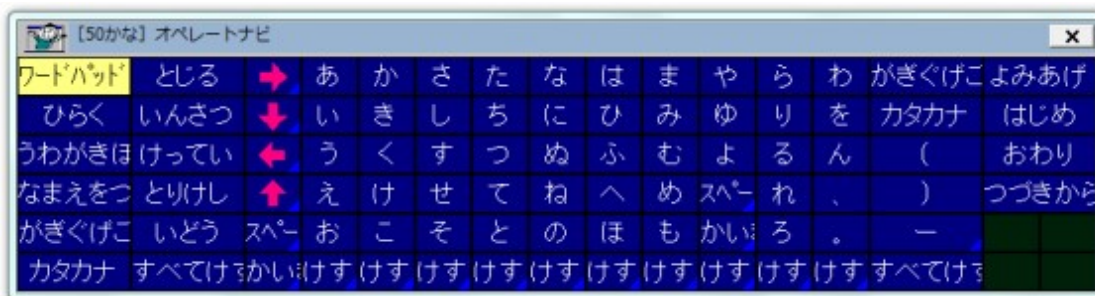 [50かな] オペレートナビ
ワードパッド とじる → あ か さ た な は ま や ら わ がぎぐげご よみあげ
ひらく いんさつ ↓ い き し ち に ひ み ゆ り を カタカナ はじめ
うわがきほ けってい ← う く す つ ぬ ふ む よ る ん ( おわり
なまえをつ とりけし ↑ え け せ て ね へ め スペー れ 、 ) つづきから
がぎぐげご いどう スペー お こ そ と の ほ も かい ろ 。 ー
カタカナ すべてけす かい けす けす けす けす けす けす けす けす けす けす すべてけす